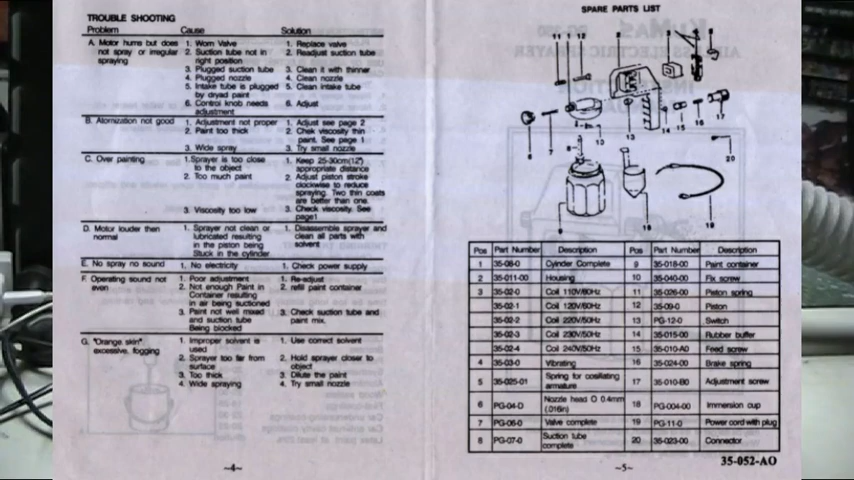 TROUBLE SHOOTING
Problem Cause Solution
A. Motor hums but does not spray or irregular spraying
1. Worn Valve 1. Replace valve
2. Suction tube not in right position 2. Readjust suction tube
3. Plugged suction tube 3. Clean it with thinner
4. Plugged nozzle 4. Clean nozzle
5. Intake tube is plugged by dryad paint 5. Clean intake tube
6. Control knob needs adjustment 6. Adjust
B. Atomization not good
1. Adjustment not proper 1. Adjust see page 2
2. Paint too thick 2. Chek viscosity thin paint. See page 1
3. Wide spray 3. Try small nozzle
C. Over painting
1. Sprayer is too close to the object 1. Keep 25-30cm(12") appropriate distance
2. Too much paint 2. Adjust piston stroke clockwise to reduce spraying. Two thin coats are better than one.
3. Viscosity too low 3. Check viscosity. See page1
D. Motor louder then normal
1. Sprayer not clean or lubricated resulting in the piston being Stuck in the cylinder 1. Disassemble sprayer and clean all parts with solvent
E. No spray no sound 1. No electricity 1. Check power supply
F. Operating sound not even
1. Poor adjustment 1. Re-adjust
2. Not enough Paint in Container resulting in air being suctioned 2. refill paint container
3. Paint not well mixed and suction tube Being blocked 3. Check suction tube and paint mix.
G. "Orange skin". excessive, fogging
1. Improper solvent is used 1. Use correct solvent
2. Sprayer too far from surface 2. Hold sprayer closer to object
3. Too thick 3. Dilute the paint
4. Wide spraying 4. Try small nozzle
~4~
SPARE PARTS LIST
Pos Part Number Description Pos Part Number Description
1 35-08-0 Cylinder Complete 9 35-018-00 Paint container
2 35-011-00 Housing 10 35-040-00 Fix screw
3 35-02-0 Coil 110V/60Hz 11 35-026-00 Piston spring
35-02-1 Coil 120V/60Hz 12 35-09-0 Piston
35-02-2 Coil 220V/50Hz 13 PG-12-0 Switch
35-02-3 Coil 230V/50Hz 14 35-015-00 Rubber buffer
35-02-4 Coil 240V/50Hz 15 35-010-A0 Feed screw
4 35-03-0 Vibrating 16 35-024-00 Brake spring
5 35-025-01 Spring for cosilating armature 17 35-010-B0 Adjustment screw
6 PG-04-D Nozzle head O 0.4mm (.016in) 18 PG-004-00 Immersion cup
7 PG-06-0 Valve complete 19 PG-11-0 Power cord with plug
8 PG-07-0 Suction tube complete 20 35-023-00 Connector
35-052-AO
~5~